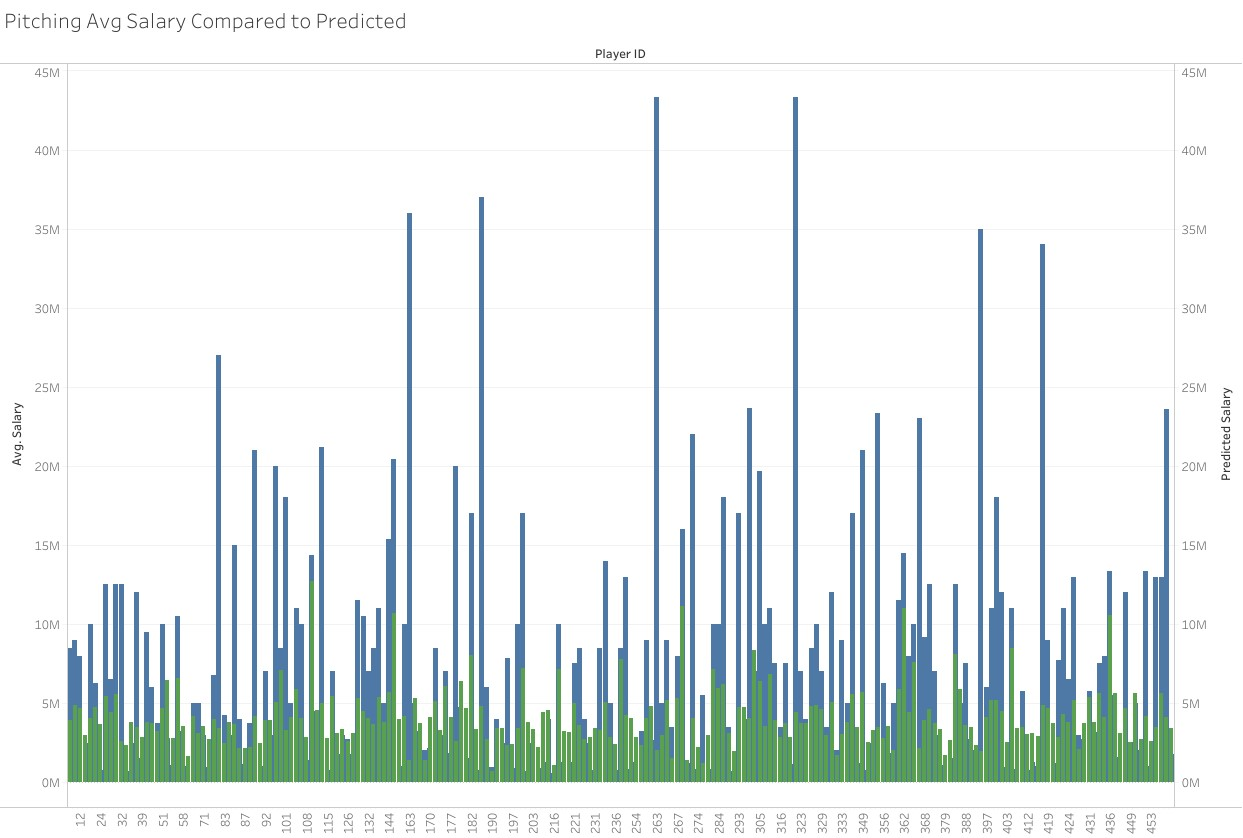 Pitching Avg Salary Compared to Predicted
Player ID
45M 45M
40M 40M
35M 35M
30M 30M
25M 25M
20M 20M
15M 15M
10M 10M
5M 5M
0M 0M
Avg. Salary
Predicted Salary
12 24 32 39 51 58 71 83 87 92 101 108 115 126 132 144 163 170 177 182 190 197 203 216 221 231 236 254 263 267 274 284 293 305 316 323 329 333 349 356 362 368 379 388 397 403 412 419 424 431 436 449 453